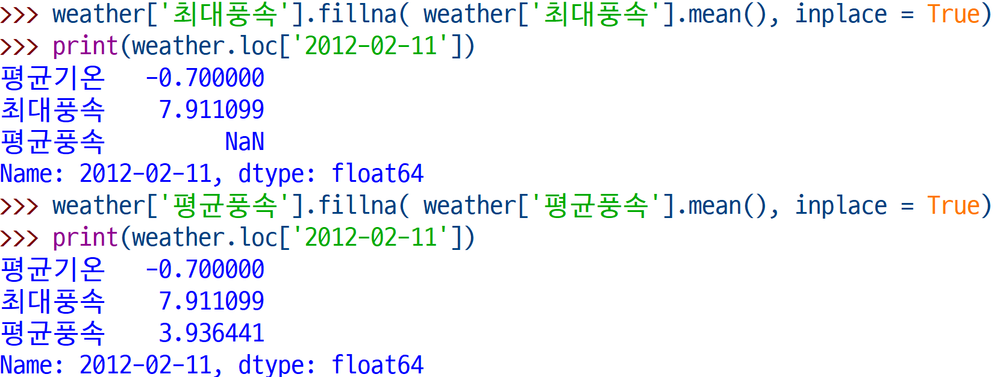 >>> weather['최대풍속'].fillna( weather['최대풍속'].mean(), inplace = True)
>>> print(weather.loc['2012-02-11'])
평균기온   -0.700000
최대풍속    7.911099
평균풍속         NaN
Name: 2012-02-11, dtype: float64
>>> weather['평균풍속'].fillna( weather['평균풍속'].mean(), inplace = True)
>>> print(weather.loc['2012-02-11'])
평균기온   -0.700000
최대풍속    7.911099
평균풍속    3.936441
Name: 2012-02-11, dtype: float64